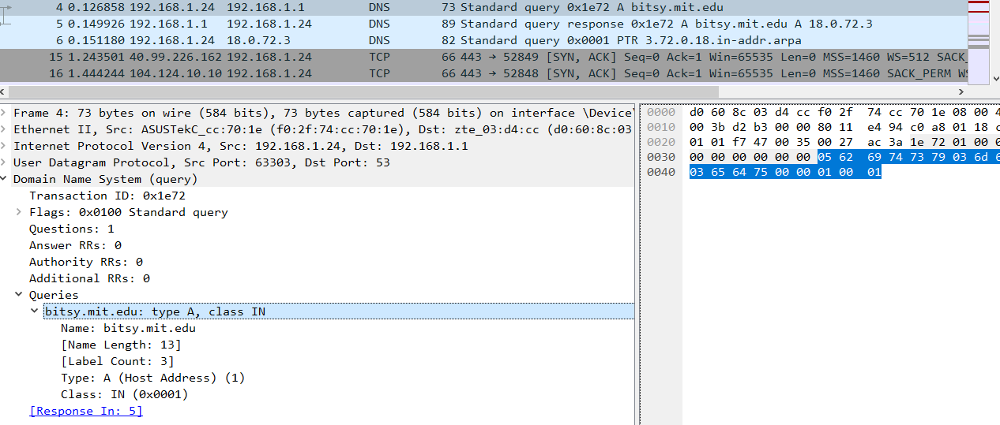 4 0.126858 192.168.1.24 192.168.1.1 DNS 73 Standard query 0x1e72 A bitsy.mit.edu
5 0.149926 192.168.1.1 192.168.1.24 DNS 89 Standard query response 0x1e72 A bitsy.mit.edu A 18.0.72.3
6 0.151180 192.168.1.24 18.0.72.3 DNS 82 Standard query 0x0001 PTR 3.72.0.18.in-addr.arpa
15 1.243501 40.99.226.162 192.168.1.24 TCP 66 443 → 52849 [SYN, ACK] Seq=0 Ack=1 Win=65535 Len=0 MSS=1460 WS=512 SACK_
16 1.444244 104.124.10.10 192.168.1.24 TCP 66 443 → 52848 [SYN, ACK] Seq=0 Ack=1 Win=65535 Len=0 MSS=1460 SACK_PERM WS
Frame 4: 73 bytes on wire (584 bits), 73 bytes captured (584 bits) on interface \Device\
Ethernet II, Src: ASUSTekC_cc:70:1e (f0:2f:74:cc:70:1e), Dst: zte_03:d4:cc (d0:60:8c:03
Internet Protocol Version 4, Src: 192.168.1.24, Dst: 192.168.1.1
User Datagram Protocol, Src Port: 63303, Dst Port: 53
Domain Name System (query)
Transaction ID: 0x1e72
Flags: 0x0100 Standard query
Questions: 1
Answer RRs: 0
Authority RRs: 0
Additional RRs: 0
Queries
bitsy.mit.edu: type A, class IN
Name: bitsy.mit.edu
[Name Length: 13]
[Label Count: 3]
Type: A (Host Address) (1)
Class: IN (0x0001)
[Response In: 5]
0000 d0 60 8c 03 d4 cc f0 2f 74 cc 70 1e 08 00 4
0010 00 3b d2 b3 00 00 80 11 e4 94 c0 a8 01 18 c
0020 01 01 f7 47 00 35 00 27 ac 3a 1e 72 01 00 0
0030 00 00 00 00 00 00 05 62 69 74 73 79 03 6d 6
0040 03 65 64 75 00 00 01 00 01